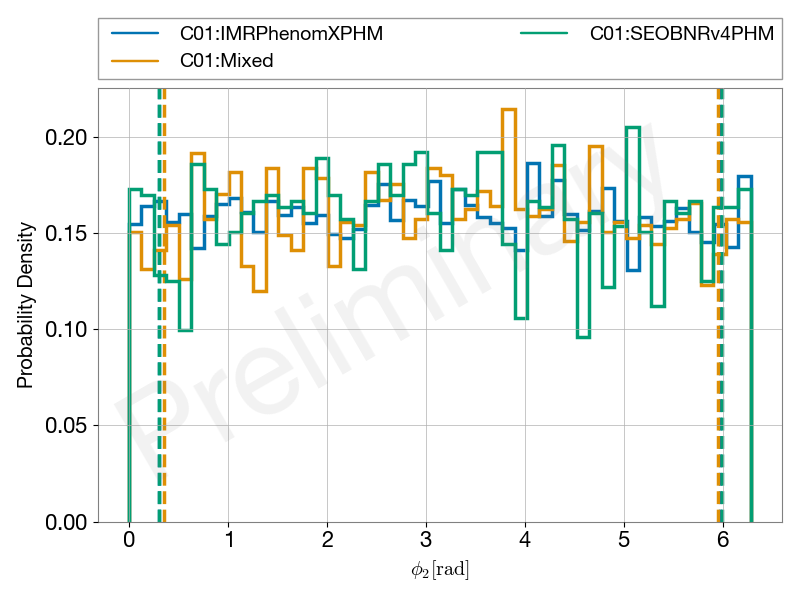 C01:IMRPhenomXPHM
C01:Mixed
C01:SEOBNRv4PHM
0.20
0.15
0.10
0.05
0.00
Probability Density
Preliminary
0 1 2 3 4 5 6
ϕ₂[rad]